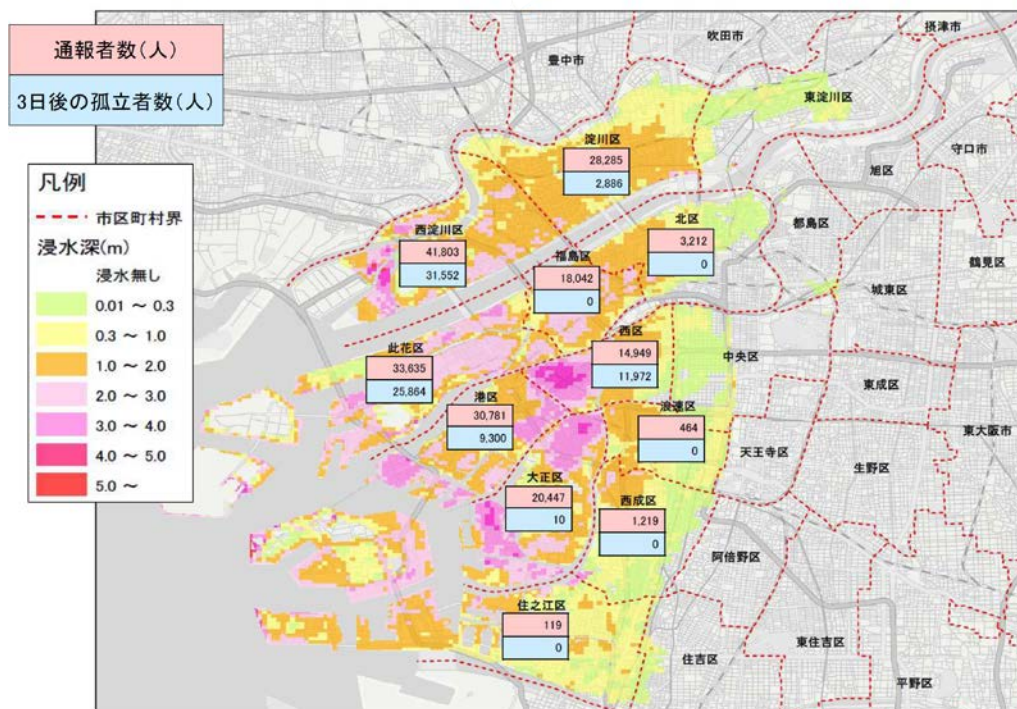 通報者数(人)
3日後の孤立者数(人)
凡例
市区町村界
浸水深(m)
浸水無し
0.01 ～ 0.3
0.3 ～ 1.0
1.0 ～ 2.0
2.0 ～ 3.0
3.0 ～ 4.0
4.0 ～ 5.0
5.0 ～
摂津市
吹田市
豊中市
東淀川区
淀川区
28,285
2,886
守口市
旭区
北区
3,212
0
都島区
西淀川区
41,803
31,552
福島区
18,042
0
鶴見区
城東区
西区
14,949
11,972
此花区
33,635
25,864
中央区
東成区
港区
30,781
9,300
浪速区
464
0
東大阪市
天王寺区
生野区
大正区
20,447
10
西成区
1,219
0
阿倍野区
住之江区
119
0
東住吉区
住吉区
平野区